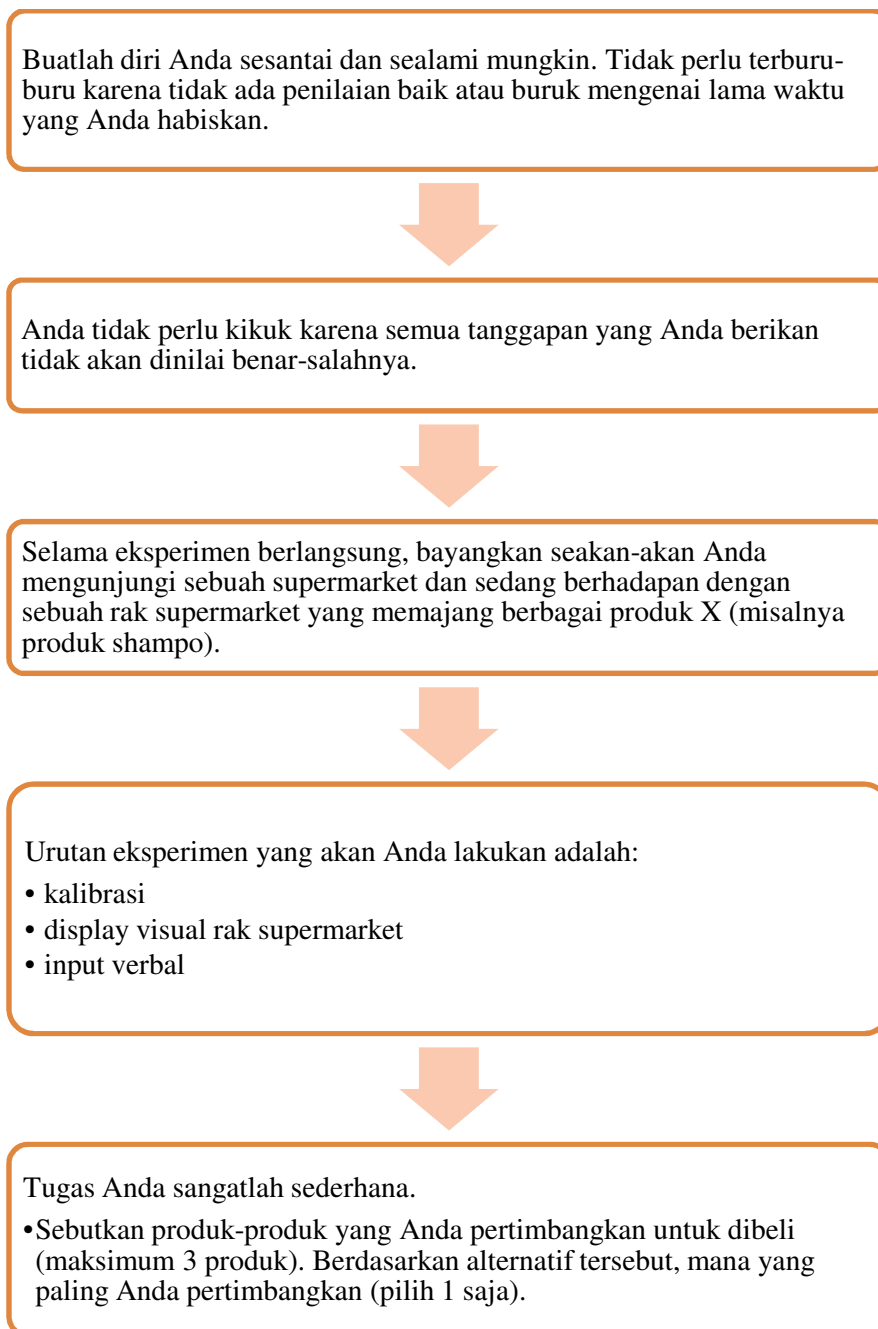 Buatlah diri Anda sesantai dan sealami mungkin. Tidak perlu terburu-
buru karena tidak ada penilaian baik atau buruk mengenai lama waktu
yang Anda habiskan.
Anda tidak perlu kikuk karena semua tanggapan yang Anda berikan
tidak akan dinilai benar-salahnya.
Selama eksperimen berlangsung, bayangkan seakan-akan Anda
mengunjungi sebuah supermarket dan sedang berhadapan dengan
sebuah rak supermarket yang memajang berbagai produk X (misalnya
produk shampo).
Urutan eksperimen yang akan Anda lakukan adalah:
• kalibrasi
• display visual rak supermarket
• input verbal
Tugas Anda sangatlah sederhana.
•Sebutkan produk-produk yang Anda pertimbangkan untuk dibeli
(maksimum 3 produk). Berdasarkan alternatif tersebut, mana yang
paling Anda pertimbangkan (pilih 1 saja).